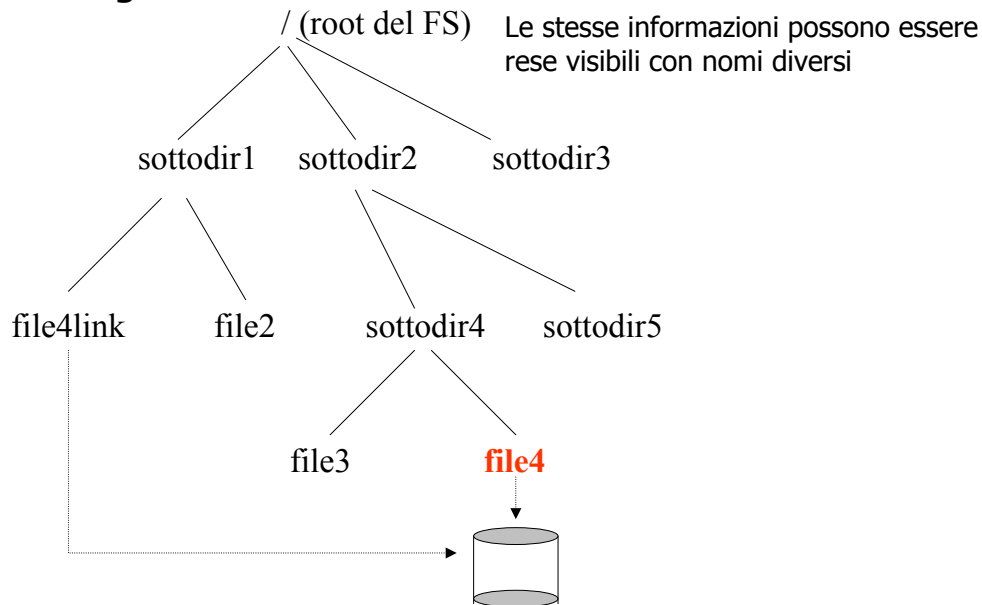 / (root del FS)
Le stesse informazioni possono essere
rese visibili con nomi diversi
sottodir1 sottodir2 sottodir3
file4link file2 sottodir4 sottodir5
file3 file4